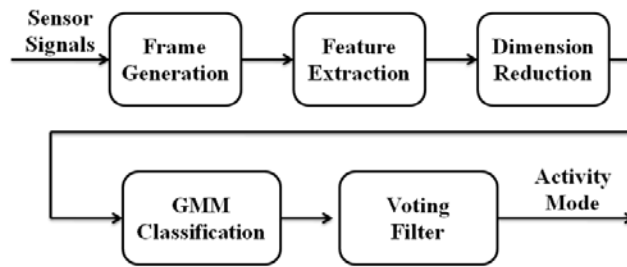 Sensor
Signals
Frame
Generation
Feature
Extraction
Dimension
Reduction
GMM
Classification
Voting
Filter
Activity
Mode